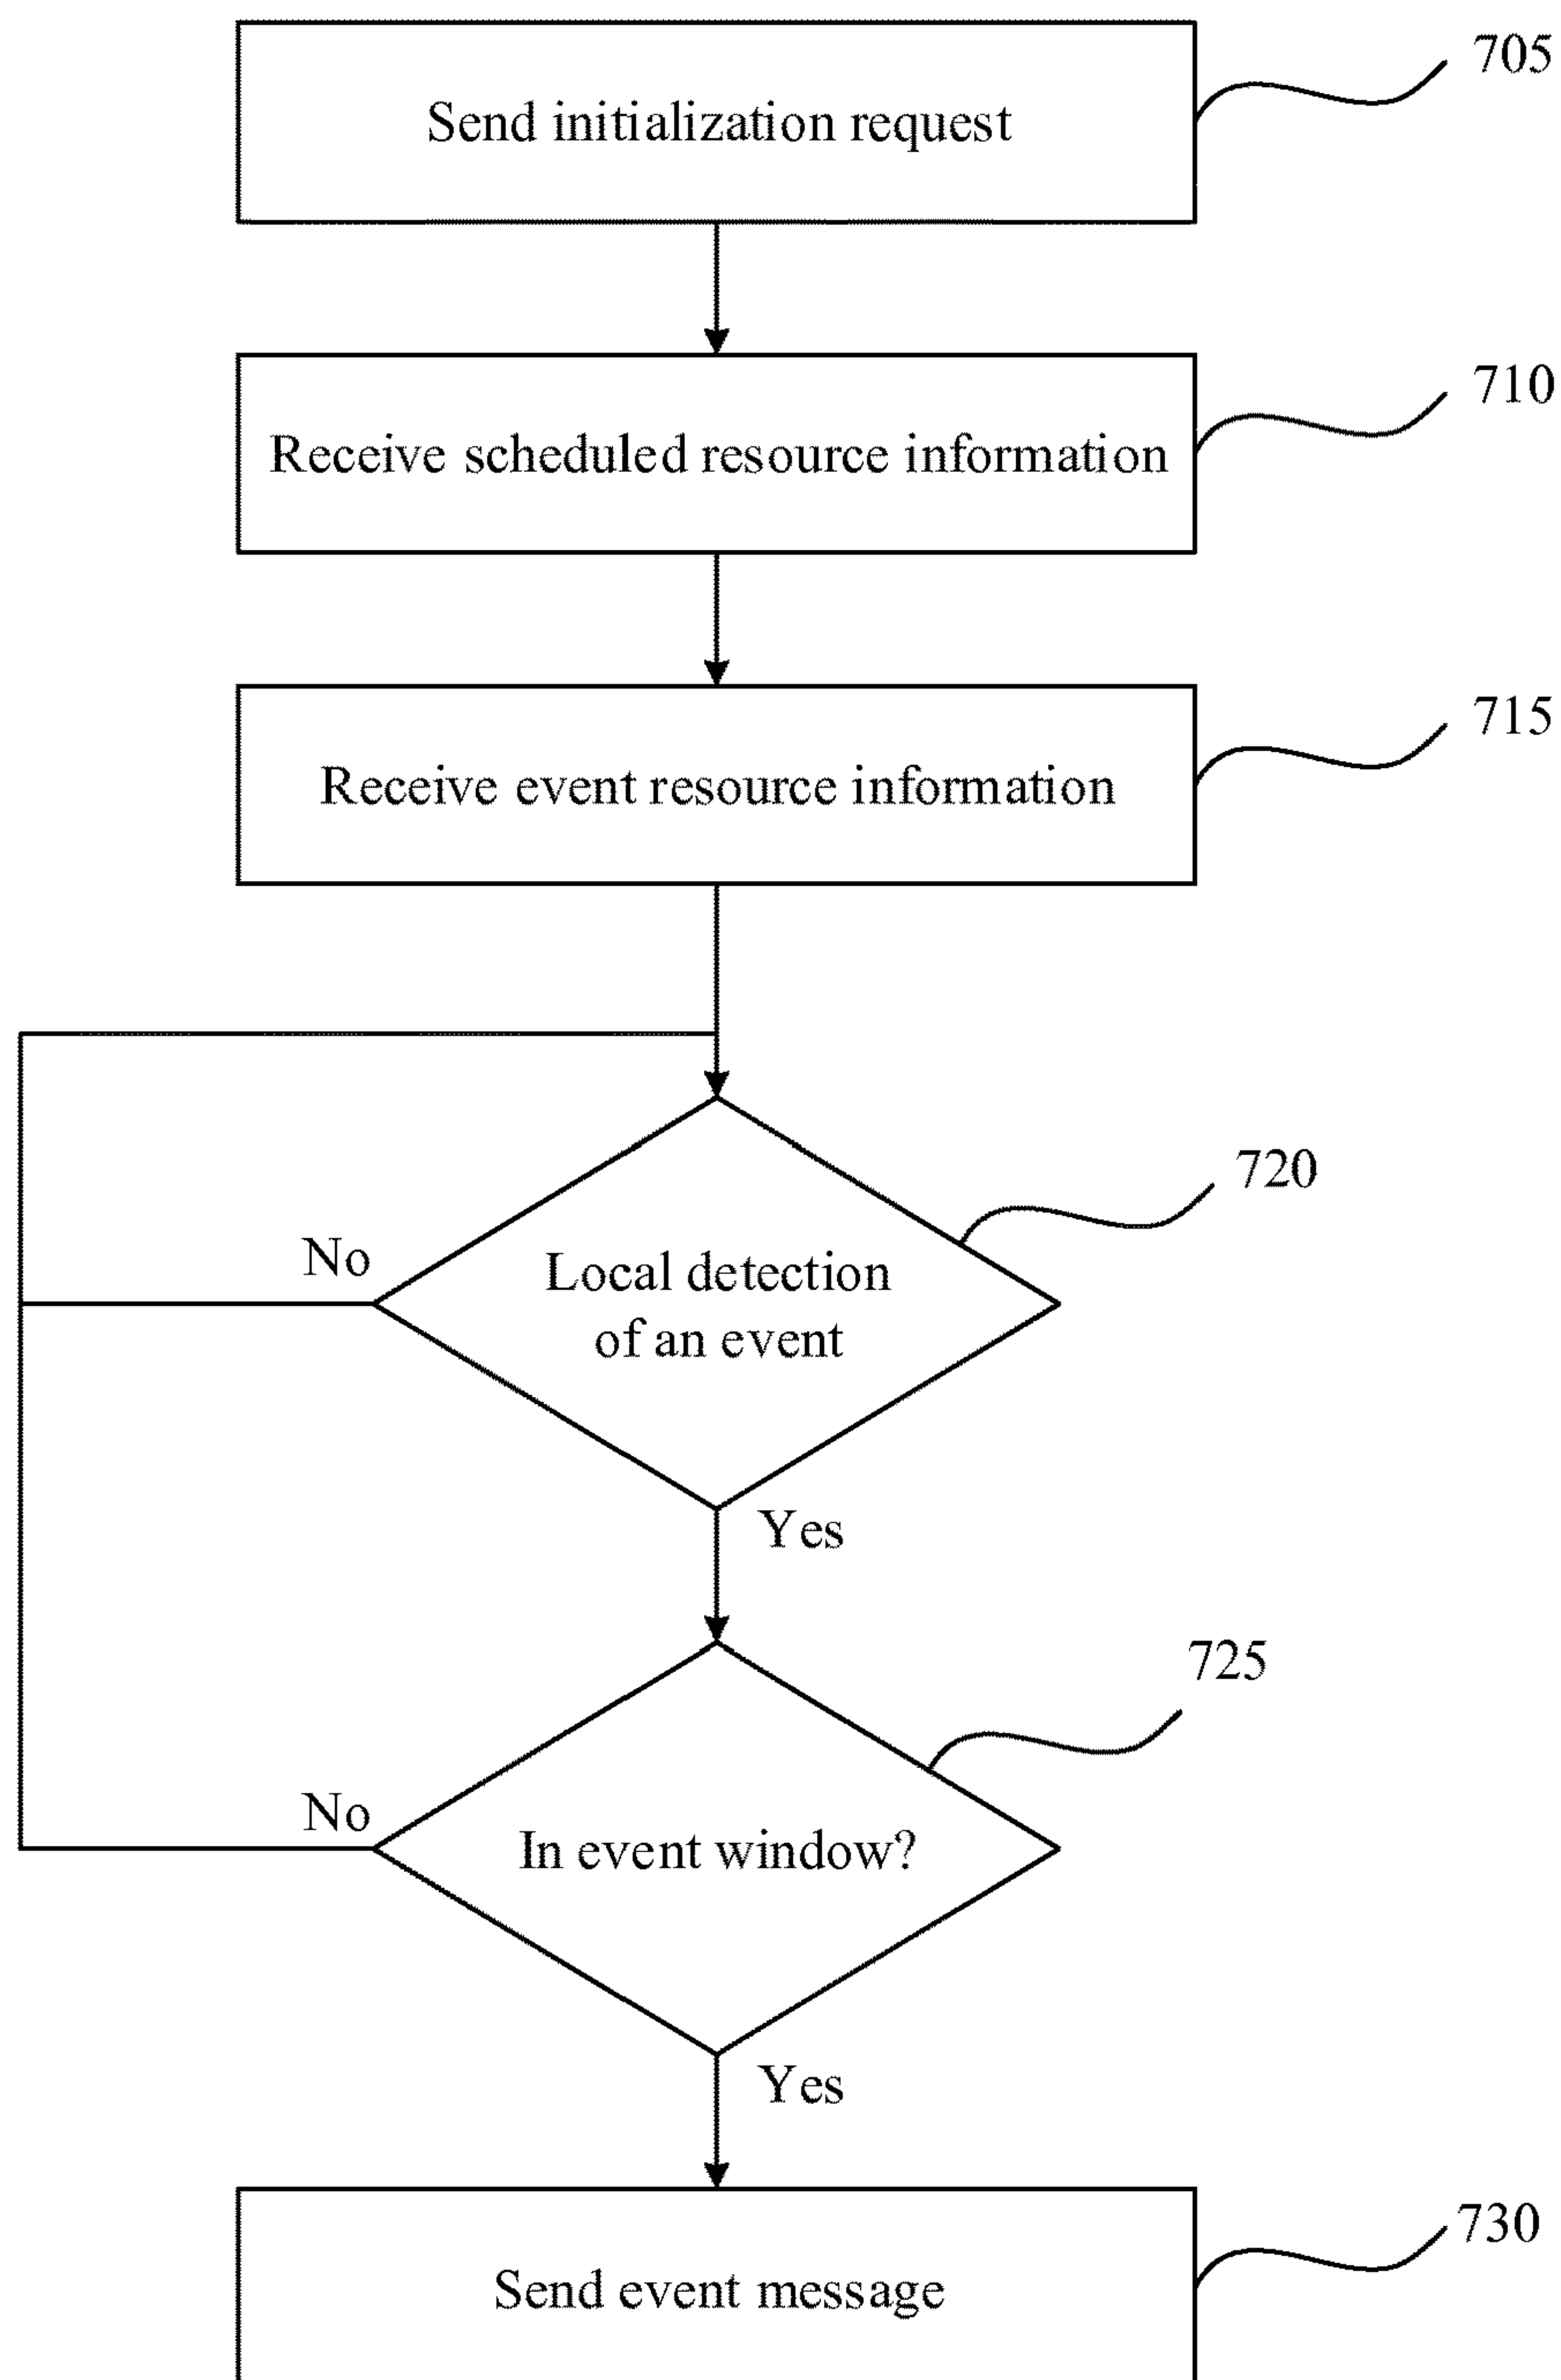 Send initialization request
705
Receive scheduled resource information
710
Receive event resource information
715
720
No
Local detection
of an event
Yes
725
No
In event window?
Yes
Send event message
730